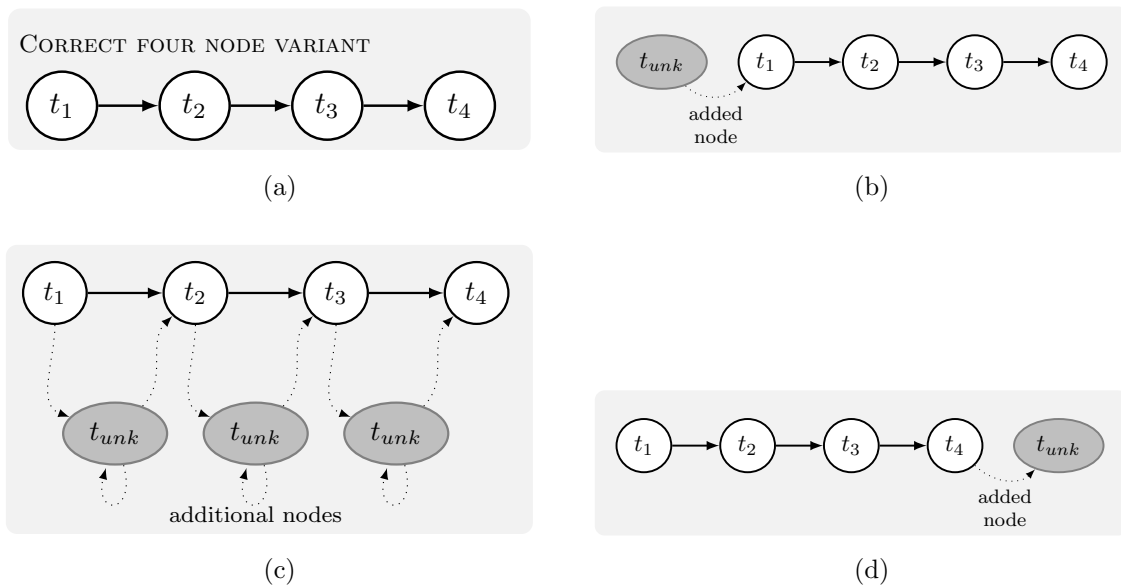 CORRECT FOUR NODE VARIANT
t1 t2 t3 t4
(a)
tunk t1 t2 t3 t4
added
node
(b)
t1 t2 t3 t4
tunk tunk tunk
additional nodes
(c)
t1 t2 t3 t4 tunk
added
node
(d)